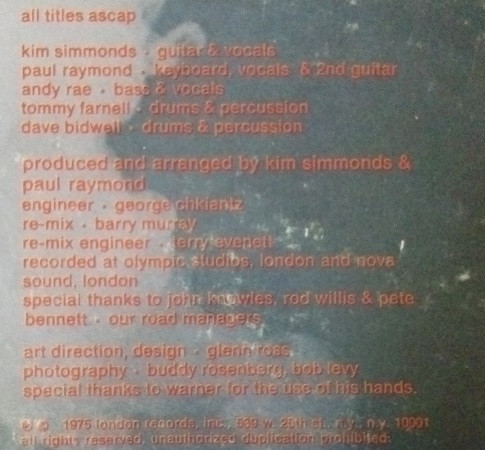 all titles ascap
kim simmonds · guitar & vocals
paul raymond · keyboard, vocals & 2nd guitar
andy rae · bass & vocals
tommy farnell · drums & percussion
dave bidwell · drums & percussion
produced and arranged by kim simmonds &
paul raymond
engineer · george chkiantz
re-mix · barry murray
re-mix engineer · terry everett
recorded at olympic studios, london and nova
sound, london
special thanks to john knowles, rod willis & pete
bennett · our road managers
art direction, design · glenn ross
photography · buddy rosenberg, bob levy
special thanks to warner for the use of his hands.
1975 london records, inc., 539 w. 25th st., n.y., n.y. 10001
all rights reserved. unauthorized duplication prohibited.